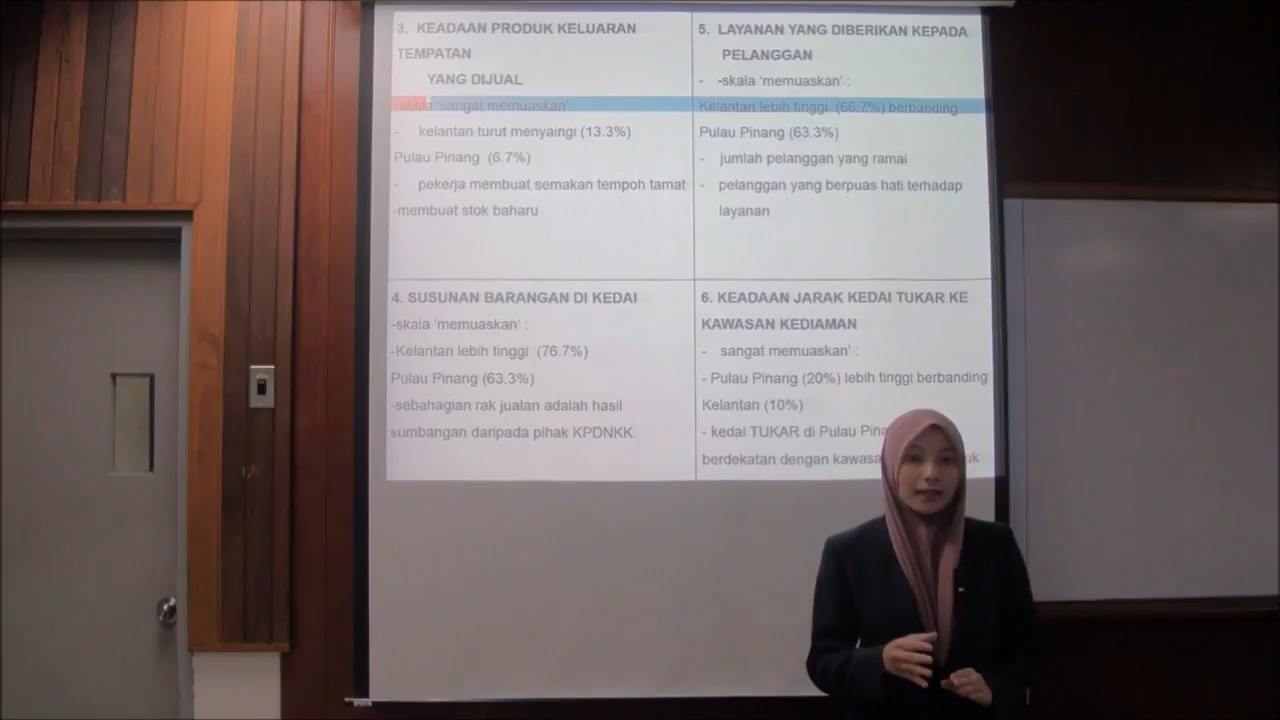 3. KEADAAN PRODUK KELUARAN
TEMPATAN
YANG DIJUAL
-skala 'sangat memuaskan'
- kelantan turut menyaingi (13.3%)
Pulau Pinang (6.7%)
- pekerja membuat semakan tempoh tamat
-membuat stok baharu
4. SUSUNAN BARANGAN DI KEDAI
-skala 'memuaskan' :
-Kelantan lebih tinggi (76.7%)
Pulau Pinang (63.3%)
-sebahagian rak jualan adalah hasil
sumbangan daripada pihak KPDNKK.
5. LAYANAN YANG DIBERIKAN KEPADA
PELANGGAN
- -skala 'memuaskan' :
Kelantan lebih tinggi (66.7%) berbanding
Pulau Pinang (63.3%)
- jumlah pelanggan yang ramai
- pelanggan yang berpuas hati terhadap
layanan
6. KEADAAN JARAK KEDAI TUKAR KE
KAWASAN KEDIAMAN
- sangat memuaskan' :
- Pulau Pinang (20%) lebih tinggi berbanding
Kelantan (10%)
- kedai TUKAR di Pulau
berdekatan dengan